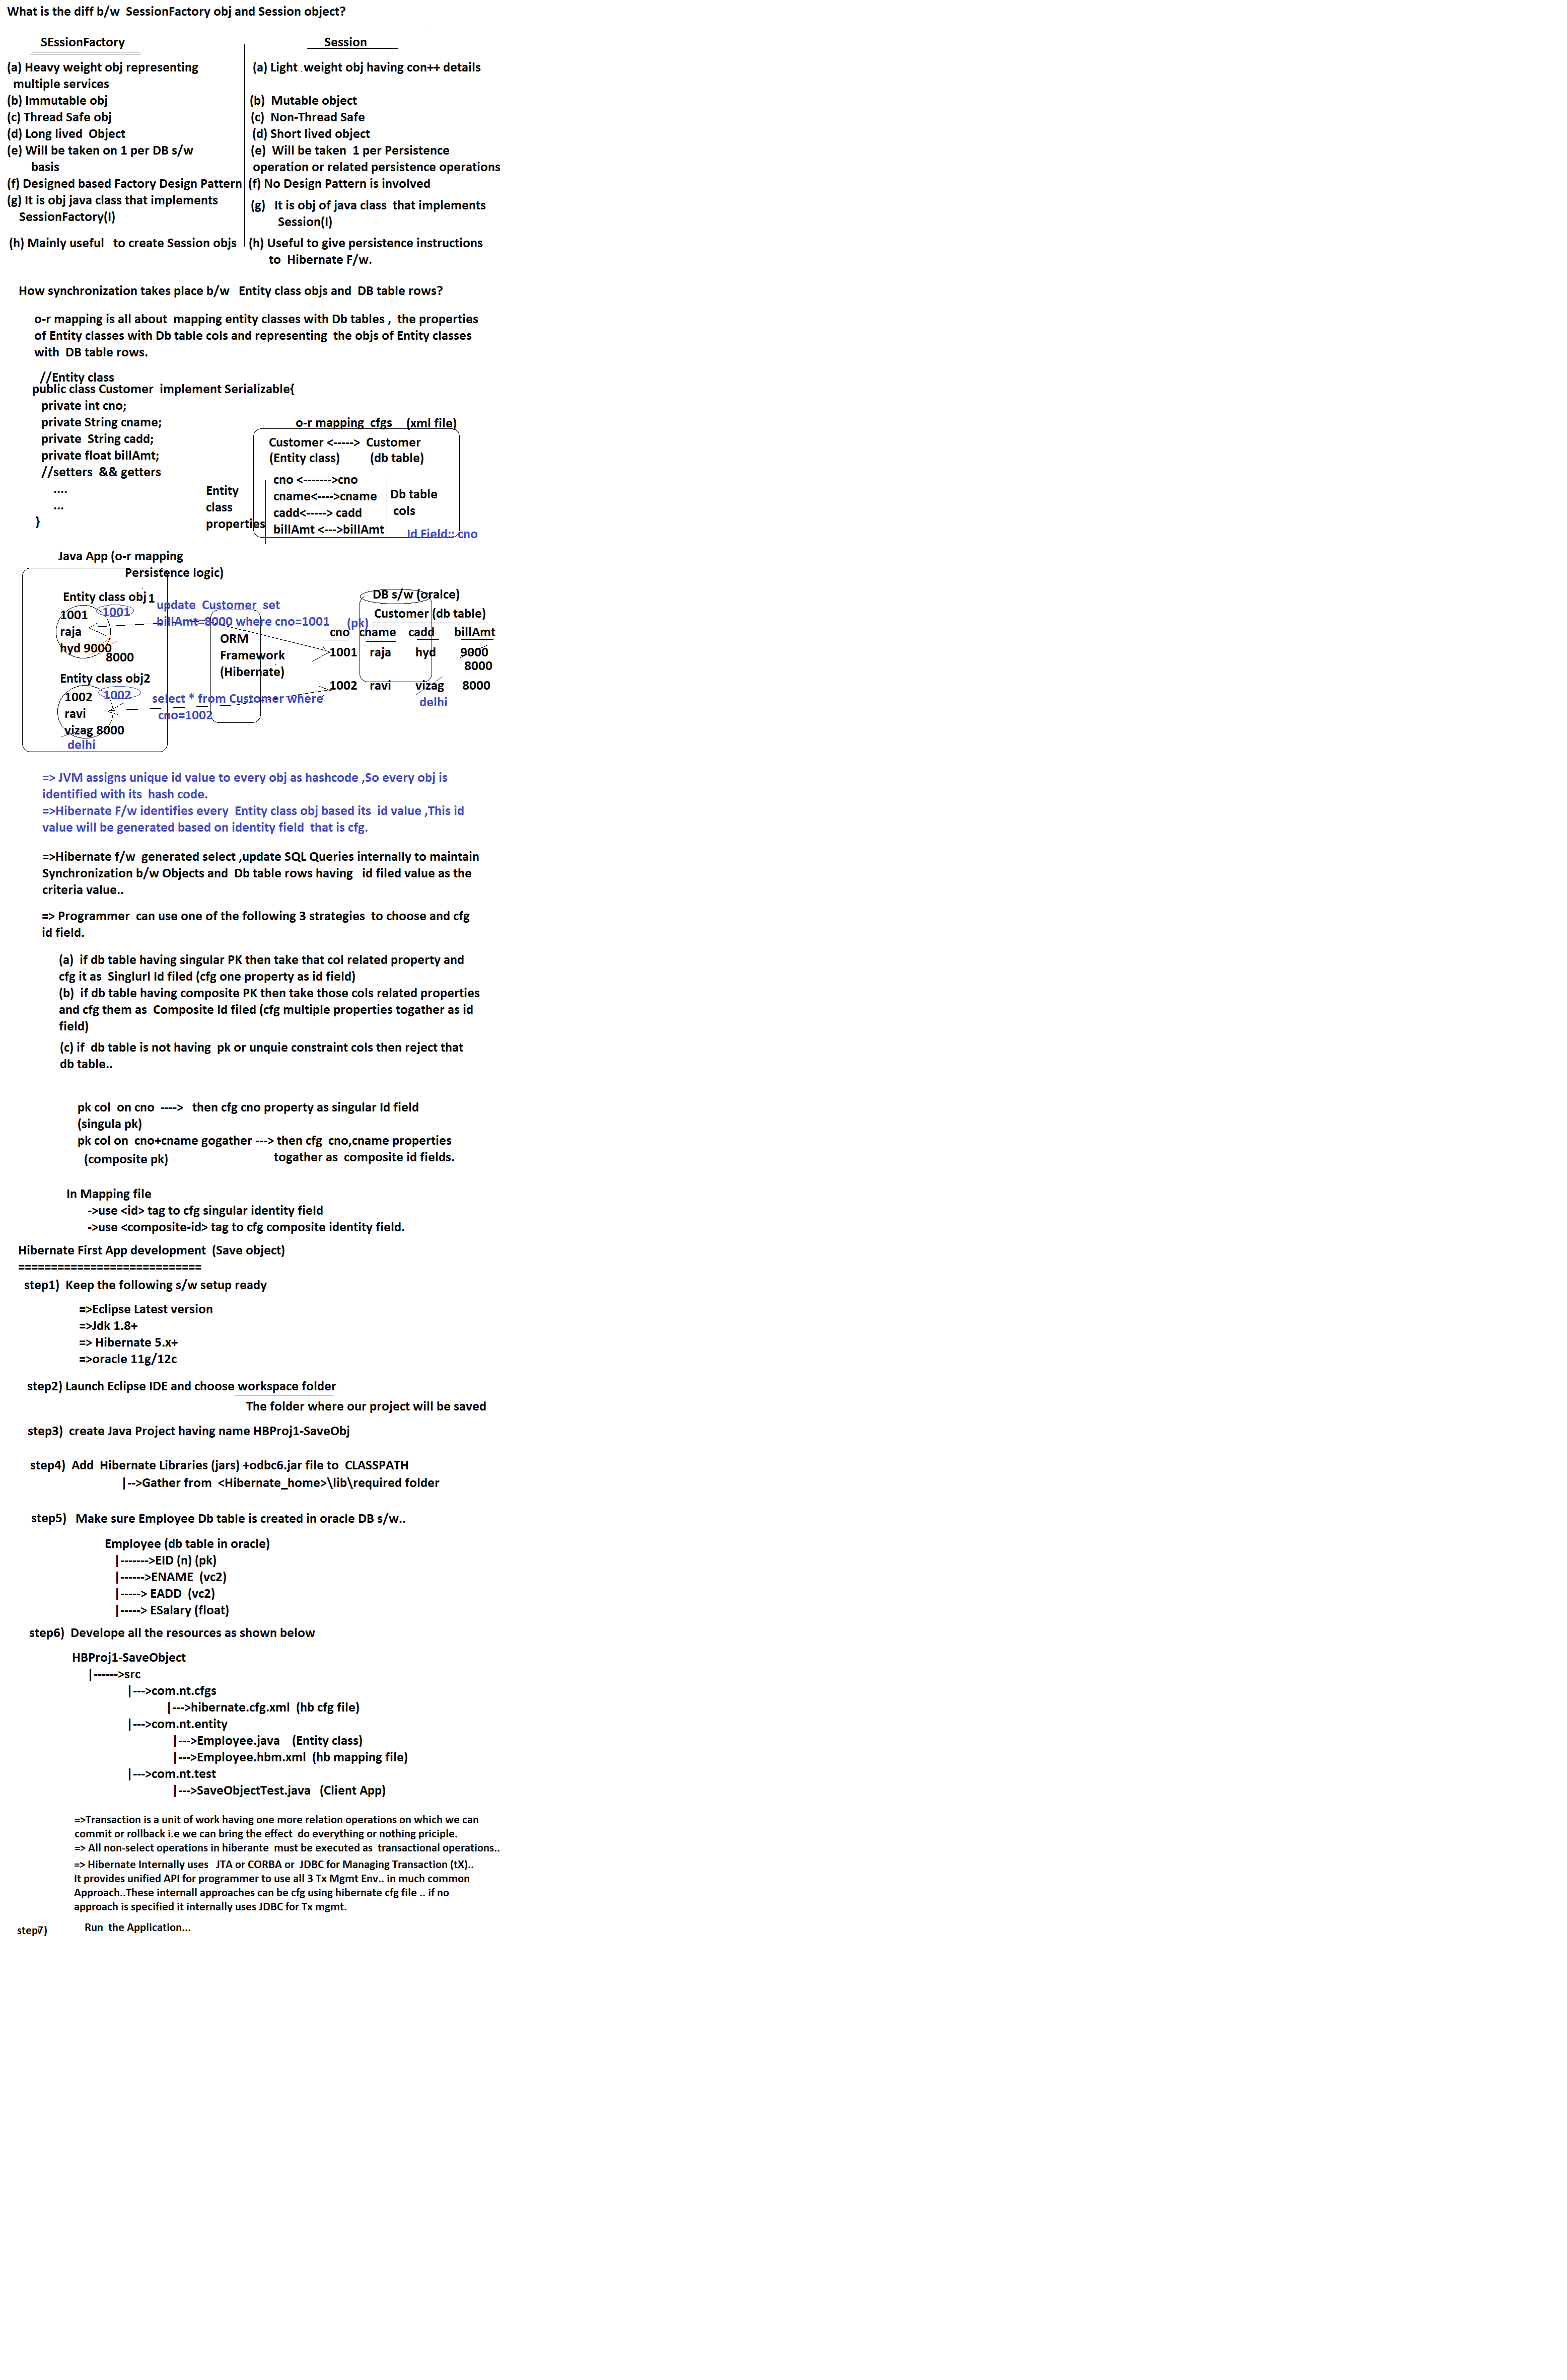 What is the diff b/w  SessionFactory obj and Session object?
SEssionFactory
(a) Heavy weight obj representing
multiple services
(b) Immutable obj
(c) Thread Safe obj
(d) Long lived  Object
(e) Will be taken on 1 per DB s/w
basis
(f) Designed based Factory Design Pattern
(g) It is obj java class that implements
SessionFactory(I)
(h) Mainly useful   to create Session objs
Session
(a) Light  weight obj having con++ details
(b)  Mutable object
(c)  Non-Thread Safe
(d) Short lived object
(e)  Will be taken  1 per Persistence
operation or related persistence operations
(f) No Design Pattern is involved
(g)   It is obj of java class  that implements
Session(I)
(h) Useful to give persistence instructions
to  Hibernate F/w.
How synchronization takes place b/w   Entity class objs and  DB table rows?
o-r mapping is all about  mapping entity classes with Db tables ,  the properties
of Entity classes with Db table cols and representing  the objs of Entity classes
with  DB table rows.
//Entity class
public class Customer  implement Serializable{
private int cno;
private String cname;
private  String cadd;
private float billAmt;
//setters  && getters
....
...
}
o-r mapping  cfgs    (xml file)
Customer <----->  Customer
(Entity class)          (db table)
Entity
class
properties
cno <------->cno
cname<---->cname
cadd<-----> cadd
billAmt <--->billAmt
Db table
cols
Id Field:: cno
Java App (o-r mapping
Persistence logic)
Entity class obj 1
1001
1001
raja
hyd 9000
8000
Entity class obj2
1002
1002
ravi
vizag 8000
delhi
update  Customer  set
billAmt=8000 where cno=1001
ORM
Framework
(Hibernate)
select * from Customer where
cno=1002
DB s/w (oralce)
Customer (db table)
(pk)
cno  cname   cadd   billAmt
1001   raja   hyd   9000
8000
1002   ravi   vizag   8000
delhi
=> JVM assigns unique id value to every obj as hashcode ,So every obj is
identified with its  hash code.
=>Hibernate F/w identifies every  Entity class obj based its  id value ,This id
value will be generated based on identity field  that is cfg.
=>Hibernate f/w  generated select ,update SQL Queries internally to maintain
Synchronization b/w Objects and  Db table rows having   id filed value as the
criteria value..
=> Programmer  can use one of the following 3 strategies  to choose and cfg
id field.
(a)  if db table having singular PK then take that col related property and
cfg it as  Singlurl Id filed (cfg one property as id field)
(b)  if db table having composite PK then take those cols related properties
and cfg them as  Composite Id filed (cfg multiple properties togather as id
field)
(c) if  db table is not having  pk or unquie constraint cols then reject that
db table..
pk col  on cno  ---->   then cfg cno property as singular Id field
(singula pk)
pk col on  cno+cname gogather ---> then cfg  cno,cname properties
(composite pk)   togather as  composite id fields.
In Mapping file
->use <id> tag to cfg singular identity field
->use <composite-id> tag to cfg composite identity field.
Hibernate First App development  (Save object)
============================
step1)  Keep the following s/w setup ready
=>Eclipse Latest version
=>Jdk 1.8+
=> Hibernate 5.x+
=>oracle 11g/12c
step2) Launch Eclipse IDE and choose workspace folder
The folder where our project will be saved
step3)  create Java Project having name HBProj1-SaveObj
step4)  Add  Hibernate Libraries (jars) +odbc6.jar file to  CLASSPATH
|-->Gather from  <Hibernate_home>\lib\required folder
step5)   Make sure Employee Db table is created in oracle DB s/w..
Employee (db table in oracle)
|------->EID (n) (pk)
|------>ENAME  (vc2)
|-----> EADD  (vc2)
|-----> ESalary (float)
step6)  Develope all the resources as shown below
HBProj1-SaveObject
|------>src
|--->com.nt.cfgs
|--->hibernate.cfg.xml  (hb cfg file)
|--->com.nt.entity
|--->Employee.java    (Entity class)
|--->Employee.hbm.xml  (hb mapping file)
|--->com.nt.test
|--->SaveObjectTest.java   (Client App)
=>Transaction is a unit of work having one more relation operations on which we can
commit or rollback i.e we can bring the effect  do everything or nothing priciple.
=> All non-select operations in hiberante  must be executed as  transactional operations..
=> Hibernate Internally uses   JTA or CORBA or  JDBC for Managing Transaction (tX)..
It provides unified API for programmer to use all 3 Tx Mgmt Env.. in much common
Approach..These internall approaches can be cfg using hibernate cfg file .. if no
approach is specified it internally uses JDBC for Tx mgmt.
step7)   Run  the Application...